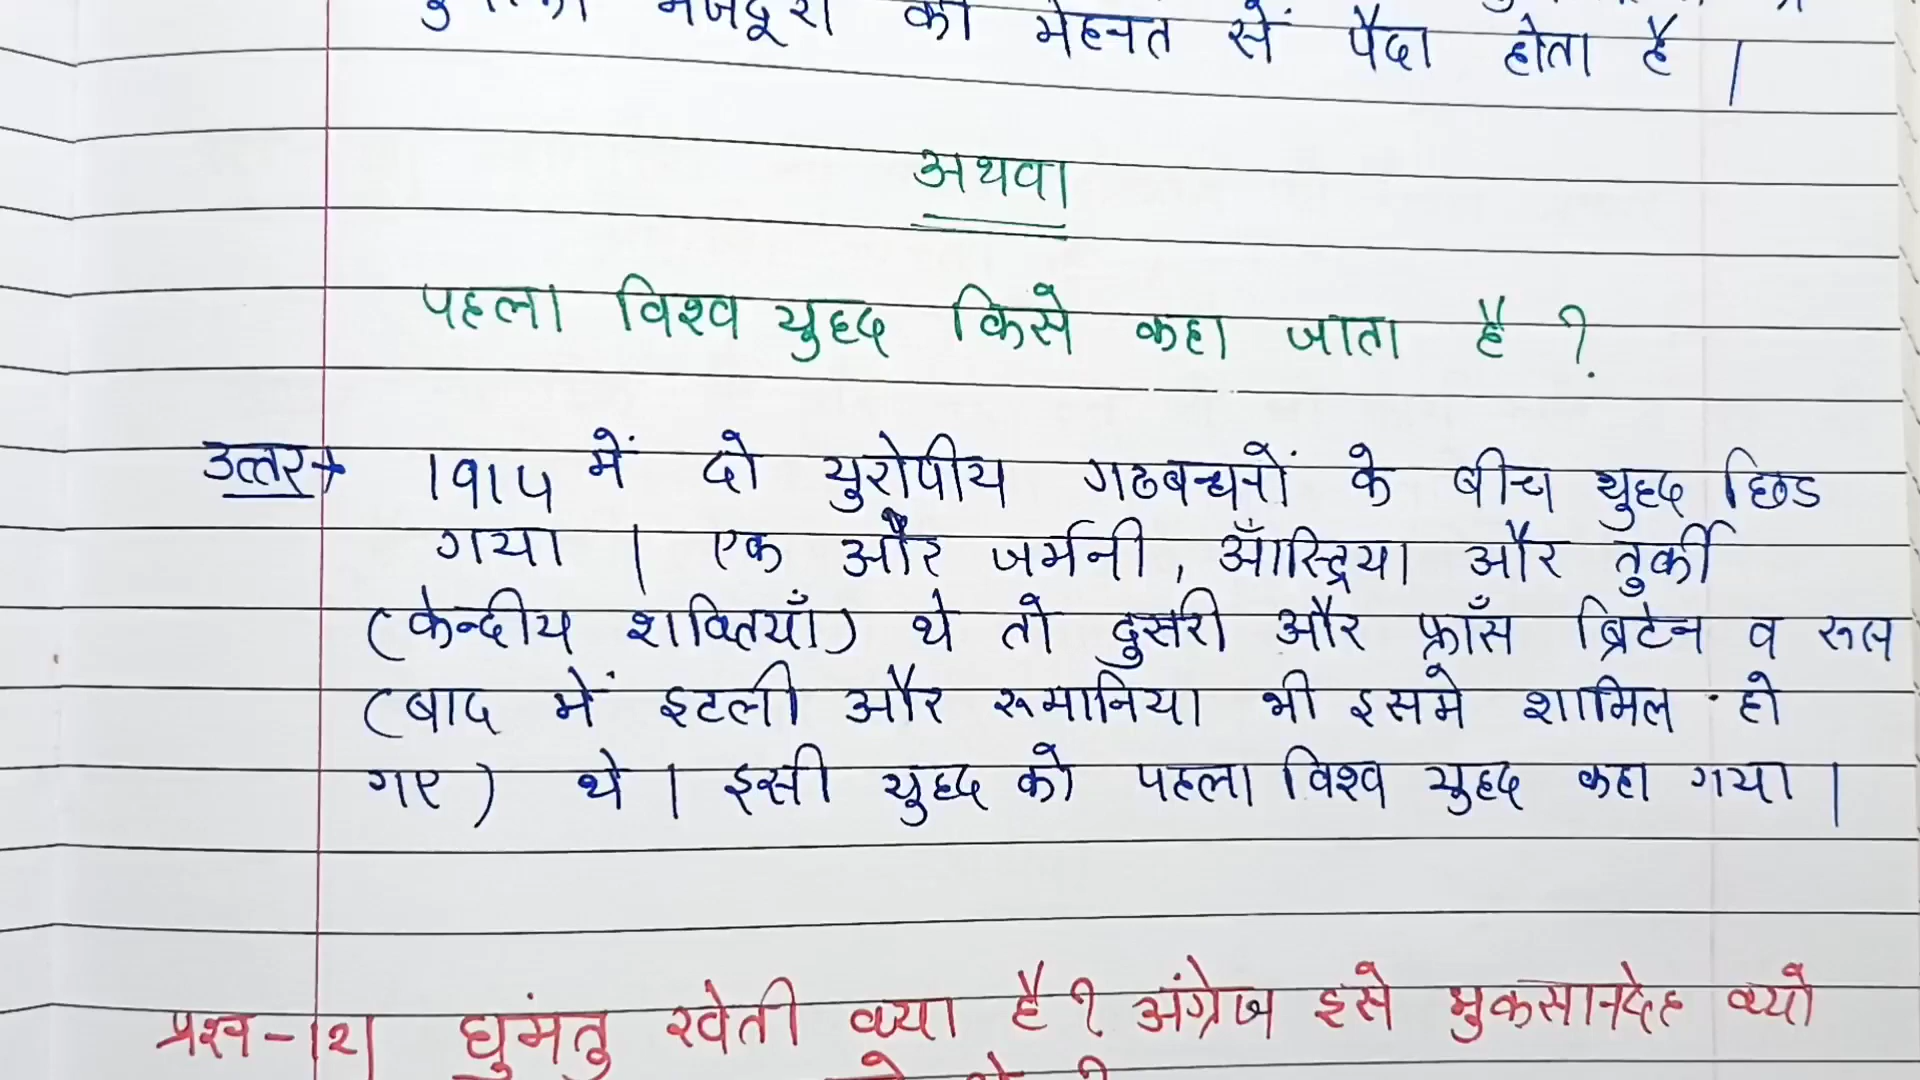 मजदूरों की मेहनत से पैदा होता है ।
अथवा
पहला विश्व युद्ध किसे कहा जाता है ?
उत्तर→ 1914 में दो युरोपीय गठबन्धनों के बीच युद्ध छिड
गया । एक और जर्मनी, ऑस्ट्रिया और तुर्की
(केन्दीय शक्तियाँ) थे तो दुसरी और फ्राँस ब्रिटेन व रूस
(बाद में इटली और रूमानिया भी इसमे शामिल हो
गए) थे । इसी युद्ध को पहला विश्व युद्ध कहा गया ।
प्रश्न-12। घुमंतु खेती क्या है ? अंग्रेज इसे नुकसानदेह क्यो